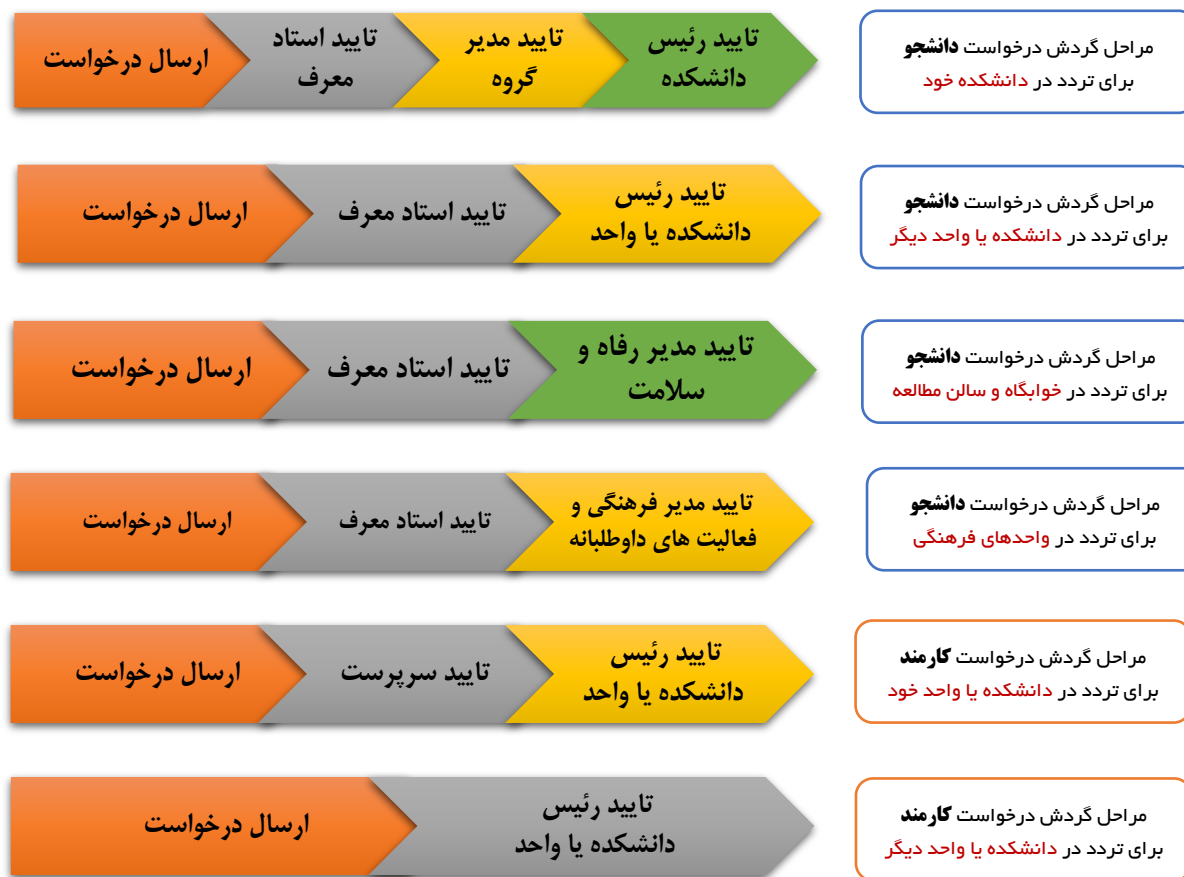 مراحل گردش درخواست دانشجو
برای تردد در دانشکده خود
ارسال درخواست
تایید استاد
معرف
تایید مدیر
گروه
تایید رئیس
دانشکده
مراحل گردش درخواست دانشجو
برای تردد در دانشکده یا واحد دیگر
ارسال درخواست
تایید استاد معرف
تایید رئیس
دانشکده یا واحد
مراحل گردش درخواست دانشجو
برای تردد در خوابگاه و سالن مطالعه
ارسال درخواست
تایید استاد معرف
تایید مدیر رفاه و
سلامت
مراحل گردش درخواست دانشجو
برای تردد در واحدهای فرهنگی
ارسال درخواست
تایید استاد معرف
تایید مدیر فرهنگی و
فعالیت های داوطلبانه
مراحل گردش درخواست کارمند
برای تردد در دانشکده یا واحد خود
ارسال درخواست
تایید سرپرست
تایید رئیس
دانشکده یا واحد
مراحل گردش درخواست کارمند
برای تردد در دانشکده یا واحد دیگر
ارسال درخواست
تایید رئیس
دانشکده یا واحد